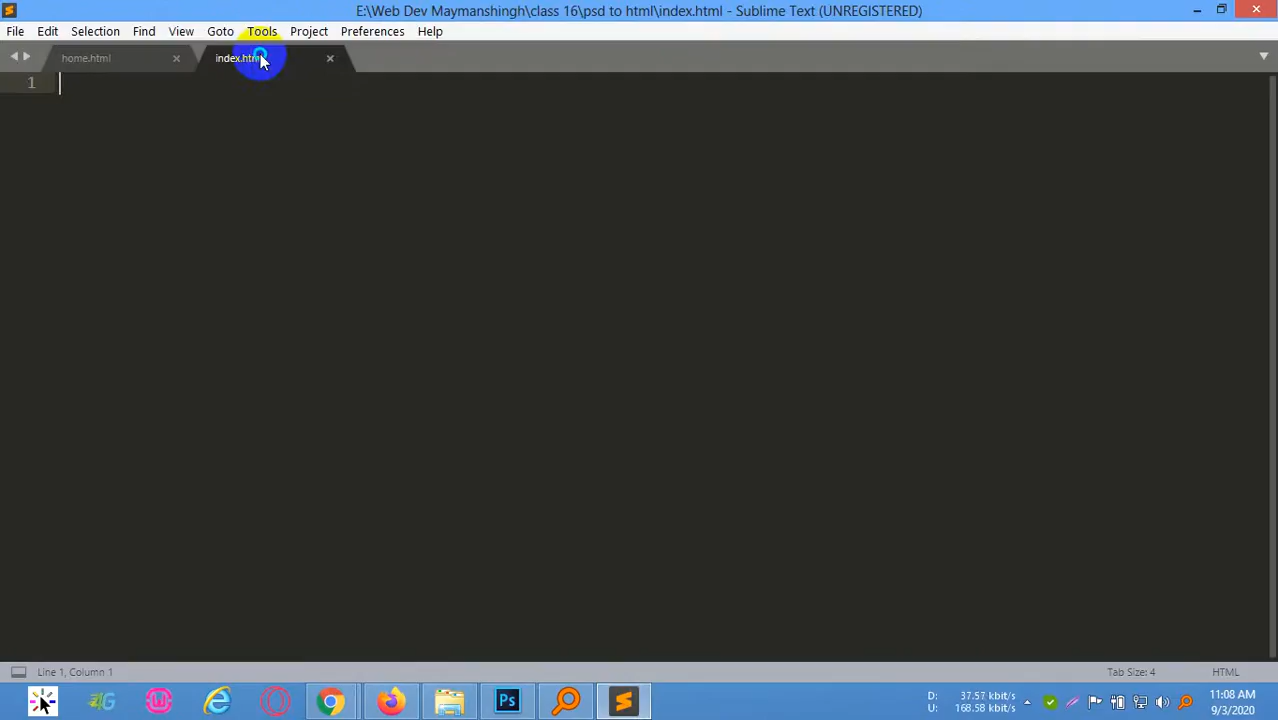 E:\Web Dev Maymanshingh\class 16\psd to html\index.html - Sublime Text (UNREGISTERED)
File Edit Selection Find View Goto Tools Project Preferences Help
home.html index.html
1
Line 1, Column 1 Tab Size: 4 HTML
D: 37.57 kbit/s
U: 168.58 kbit/s
11:08 AM
9/3/2020